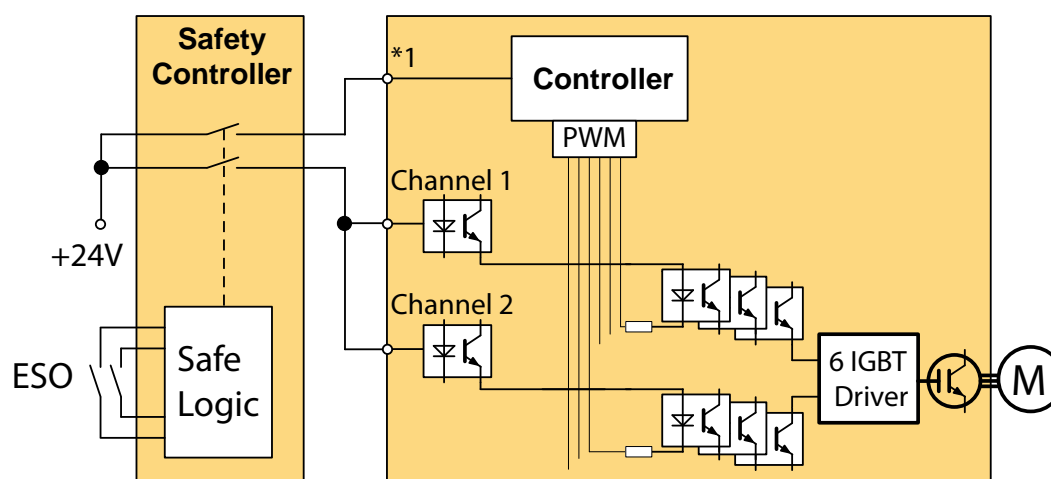 Safety
Controller
*1
Controller
PWM
Channel 1
+24V
Channel 2
ESO
Safe
Logic
6 IGBT
Driver
M